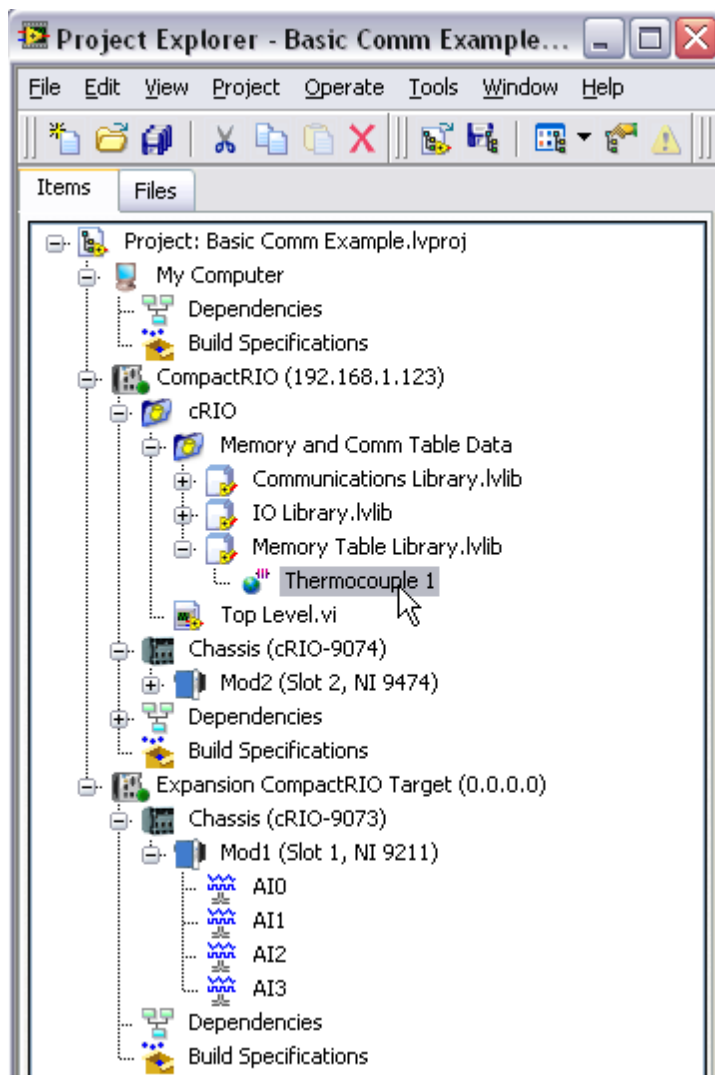 Project Explorer - Basic Comm Example...
File Edit View Project Operate Tools Window Help
Items Files
Project: Basic Comm Example.lvproj
My Computer
Dependencies
Build Specifications
CompactRIO (192.168.1.123)
cRIO
Memory and Comm Table Data
Communications Library.lvlib
IO Library.lvlib
Memory Table Library.lvlib
Thermocouple 1
Top Level.vi
Chassis (cRIO-9074)
Mod2 (Slot 2, NI 9474)
Dependencies
Build Specifications
Expansion CompactRIO Target (0.0.0.0)
Chassis (cRIO-9073)
Mod1 (Slot 1, NI 9211)
AI0
AI1
AI2
AI3
Dependencies
Build Specifications